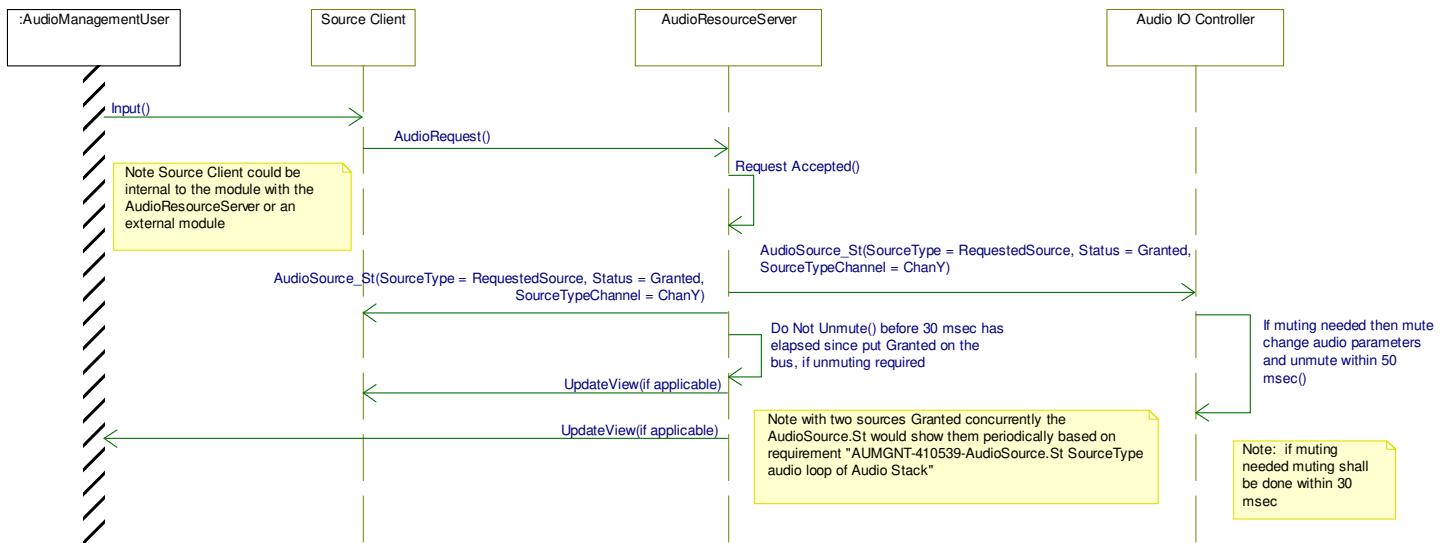 :AudioManagementUser
Source Client
AudioResourceServer
Audio IO Controller
Input()
AudioRequest()
Request Accepted()
Note Source Client could be
internal to the module with the
AudioResourceServer or an
external module
AudioSource_St(SourceType = RequestedSource, Status = Granted,
SourceTypeChannel = ChanY)
AudioSource_St(SourceType = RequestedSource, Status = Granted,
SourceTypeChannel = ChanY)
Do Not Unmute() before 30 msec has
elapsed since put Granted on the
bus, if unmuting required
If muting needed then mute
change audio parameters
and unmute within 50
msec()
UpdateView(if applicable)
UpdateView(if applicable)
Note with two sources Granted concurrently the
AudioSource.St would show them periodically based on
requirement "AUMGNT-410539-AudioSource.St SourceType
audio loop of Audio Stack"
Note:  if muting
needed muting shall
be done within 30
msec